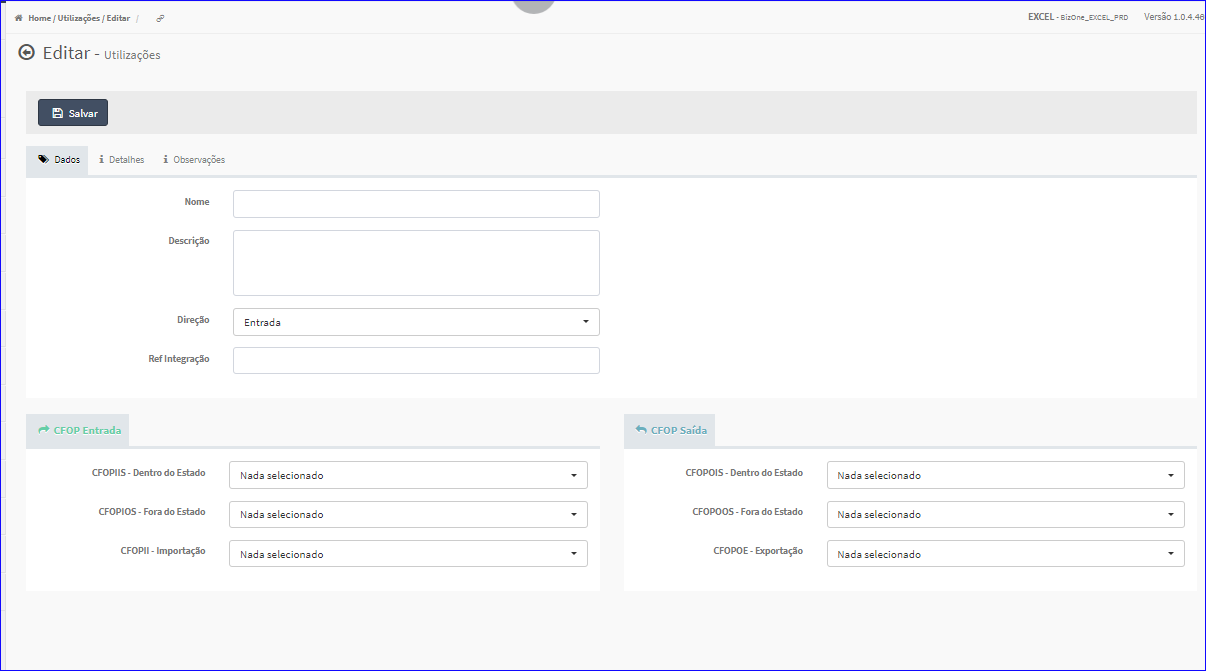 Home / Utilizações / Editar /
EXCEL - BizOne_EXCEL_PRD Versão 1.0.4.46
Editar - Utilizações
Salvar
Dados Detalhes Observações
Nome
Descrição
Direção Entrada
Ref Integração
CFOP Entrada
CFOPIIS - Dentro do Estado Nada selecionado
CFOPIOS - Fora do Estado Nada selecionado
CFOPII - Importação Nada selecionado
CFOP Saída
CFOPOIS - Dentro do Estado Nada selecionado
CFOPOOS - Fora do Estado Nada selecionado
CFOPOE - Exportação Nada selecionado